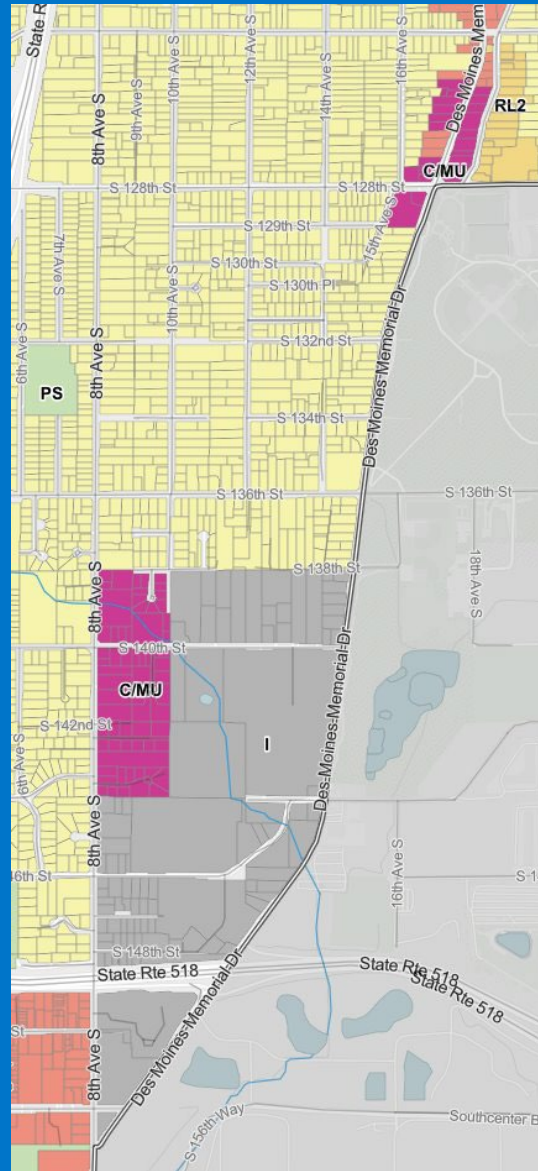 State R
8th Ave S
9th Ave S
10th Ave S
12th Ave S
14th Ave S
16th Ave S
Des Moines Mem
RL2
C/MU
S 128th St
S 128th St
S 129th St
15th Ave S
7th Ave S
S 130th St
S 130th Pl
10th Ave S
6th Ave S
8th Ave S
S 132nd St
PS
Des Moines Memorial Dr
S 134th St
S 136th St
S 136th St
S 138th St
18th Ave S
8th Ave S
S 140th St
C/MU
Des Moines Memorial Dr
S 142nd St
6th Ave S
I
8th Ave S
16th Ave S
46th St
S 1
S 148th St
State Rte 518
State Rte 518
State Rte 518
Des Moines Memorial Dr
St
8th Ave S
S 156th Way
Southcenter B